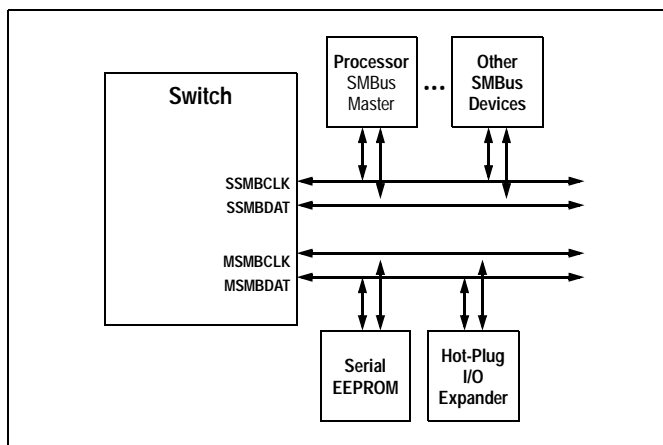 Processor
SMBus
Master
...
Other
SMBus
Devices
Switch
SSMBCLK
SSMBDAT
MSMBCLK
MSMBDAT
Serial
EEPROM
Hot-Plug
I/O
Expander